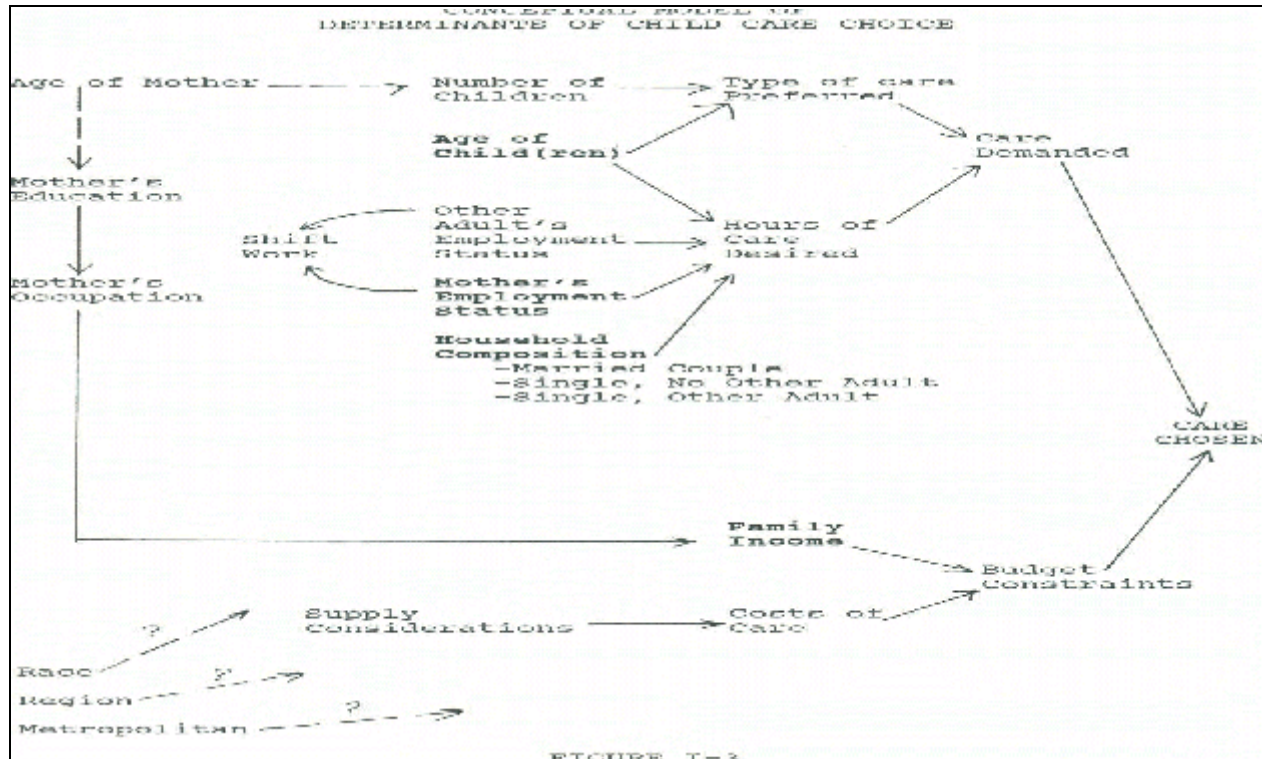 CONCEPTUAL MODEL OF
DETERMINANTS OF CHILD CARE CHOICE
Age of Mother
Number of
Children
Type of care
Preferred
Age of
Child(ren)
Care
Demanded
Mother's
Education
Other
Adult's
Employment
Status
Shift
Work
Hours of
Care
Desired
Mother's
Occupation
Mother's
Employment
Status
Household
Composition
-Married Couple
-Single, No Other Adult
-Single, Other Adult
CARE
CHOSEN
Family
Income
Budget
Constraints
Supply
Considerations
Costs of
Care
?
Race
?
Region
?
Metropolitan
FIGURE